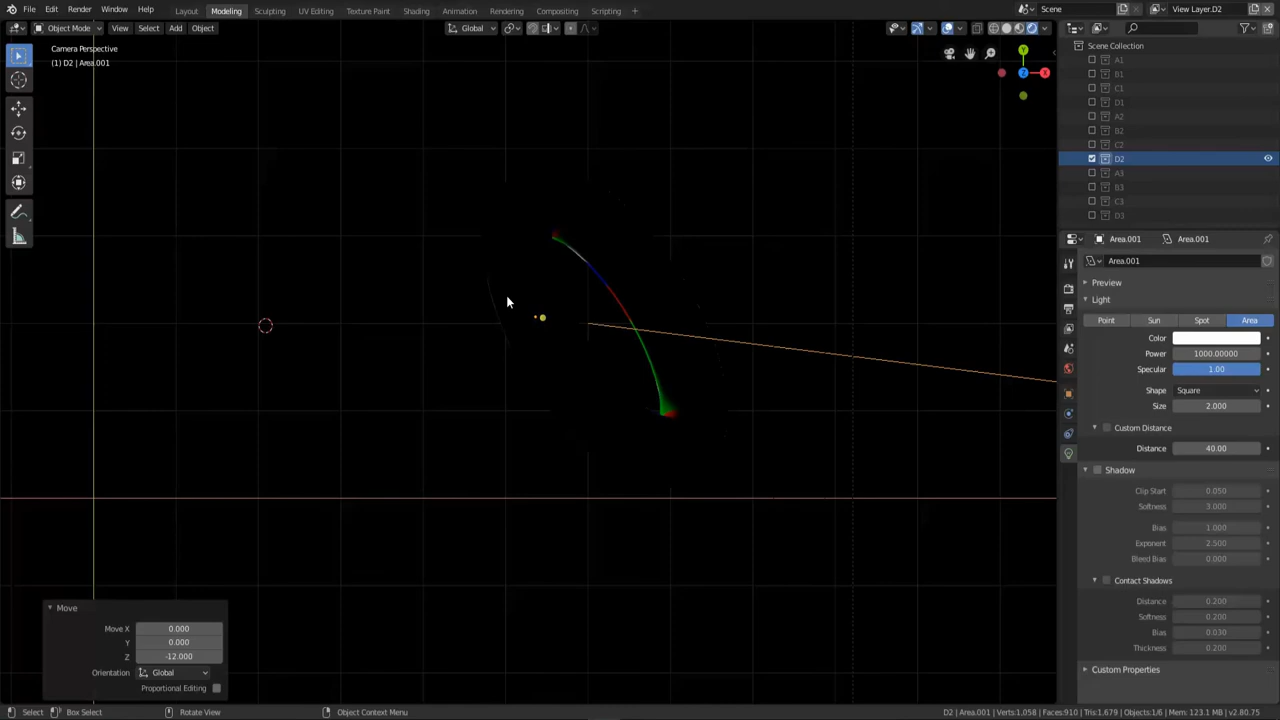 File Edit Render Window Help Layout Modeling Sculpting UV Editing Texture Paint Shading Animation Rendering Compositing Scripting + Scene View Layer.D2
Object Mode View Select Add Object Global
Camera Perspective
(1) D2 | Area.001
Y
Z
X
Scene Collection
A1
B1
C1
D1
A2
B2
C2
D2
A3
B3
C3
D3
Area.001 Area.001
Area.001
Preview
Light
Point Sun Spot Area
Color
Power 1000.00000
Specular 1.00
Shape Square
Size 2.000
Custom Distance
Distance 40.00
Shadow
Clip Start 0.050
Softness 3.000
Bias 1.000
Exponent 2.500
Bleed Bias 0.000
Contact Shadows
Distance 0.200
Softness 0.200
Bias 0.030
Thickness 0.200
Custom Properties
Move
Move X 0.000
Y 0.000
Z -12.000
Orientation Global
Proportional Editing
Select Box Select Rotate View Object Context Menu D2 | Area.001 | Verts:1,058 | Faces:910 | Tris:1,679 | Objects:1/6 | Mem: 123.1 MB | v2.80.75